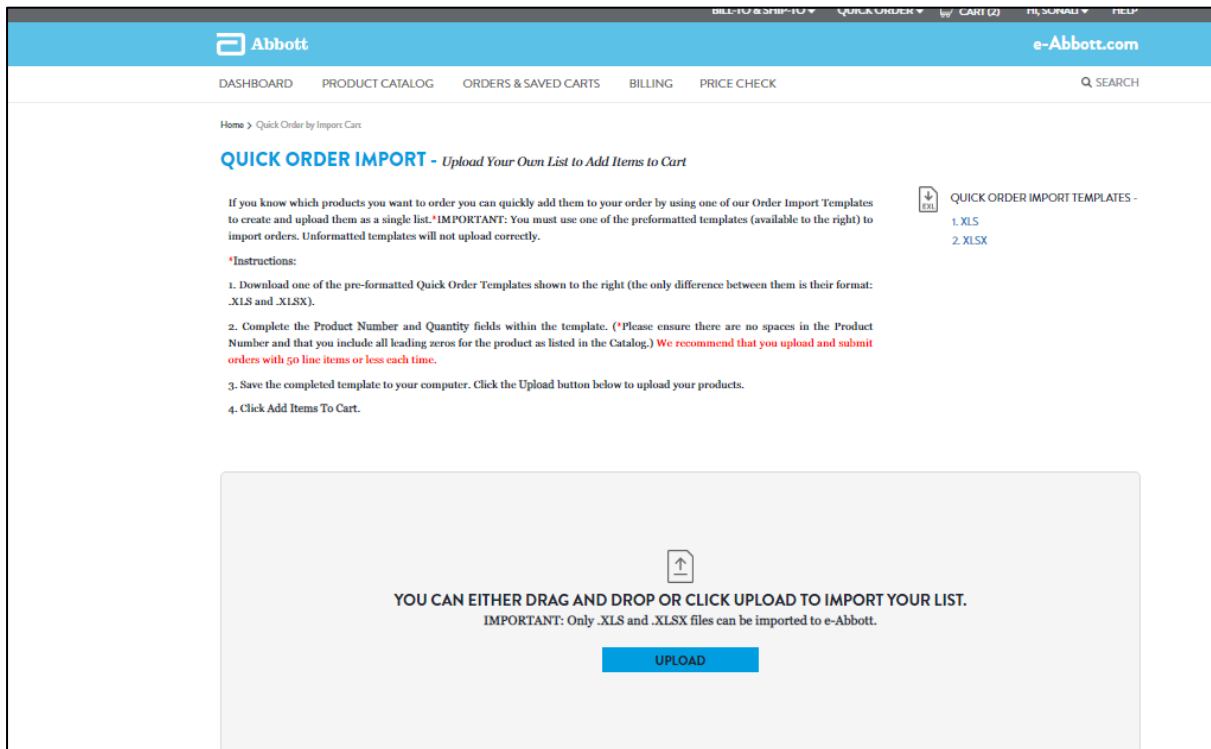 BILL-TO & SHIP-TO QUICK ORDER CART (2) HI, SONALI HELP
Abbott e-Abbott.com
DASHBOARD PRODUCT CATALOG ORDERS & SAVED CARTS BILLING PRICE CHECK SEARCH
Home > Quick Order by Import Cart
QUICK ORDER IMPORT - Upload Your Own List to Add Items to Cart
If you know which products you want to order you can quickly add them to your order by using one of our Order Import Templates
to create and upload them as a single list.*IMPORTANT: You must use one of the preformatted templates (available to the right) to
import orders. Unformatted templates will not upload correctly.
*Instructions:
1. Download one of the pre-formatted Quick Order Templates shown to the right (the only difference between them is their format:
.XLS and .XLSX).
2. Complete the Product Number and Quantity fields within the template. (*Please ensure there are no spaces in the Product
Number and that you include all leading zeros for the product as listed in the Catalog.) We recommend that you upload and submit
orders with 50 line items or less each time.
3. Save the completed template to your computer. Click the Upload button below to upload your products.
4. Click Add Items To Cart.
EXL
QUICK ORDER IMPORT TEMPLATES -
1. XLS
2. XLSX
YOU CAN EITHER DRAG AND DROP OR CLICK UPLOAD TO IMPORT YOUR LIST.
IMPORTANT: Only .XLS and .XLSX files can be imported to e-Abbott.
UPLOAD